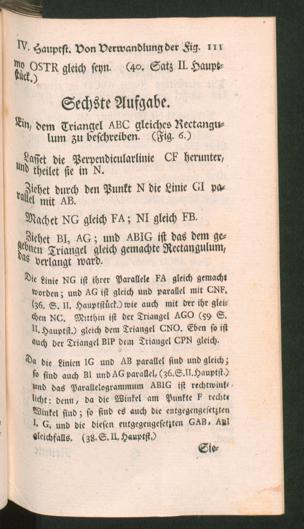 IV. Hauptst. Von Verwandlung der Fig. 111
mo OSTR gleich seyn. (40. Satz II. Haupt-
stück.)
Sechste Aufgabe.
Ein, dem Triangel ABC gleiches Rectangu-
lum zu beschreiben. (Fig. 6.)
Lasset die Perpendicularlinie CF herunter,
und theilet sie in N.
Ziehet durch den Punkt N die Linie GI pa-
rallel mit AB.
Machet NG gleich FA; NI gleich FB.
Ziehet BI, AG; und ABIG ist das dem ge-
gebnen Triangel gleich gemachte Rectangulum,
das verlangt ward.
Die Linie NG ist ihrer Parallele FA gleich gemacht
worden; und AG ist gleich und parallel mit CNF,
(36. S. II. Hauptstück.) wie auch mit der ihr glei-
chen NC. Mitthin ist der Triangel AGO (59 S.
II. Hauptst.) gleich dem Triangel CNO. Eben so ist
auch der Triangel BIP dem Triangel CPN gleich.
Da die Linien IG und AB parallel sind und gleich;
so sind auch BI und AG parallel, (36.S.II.Hauptst.)
und das Parallelogrammum ABIG ist rechtwink-
licht: denn, da die Winkel am Punkte F rechte
Winkel sind; so sind es auch die entgegengesetzten
I, G, und die diesen entgegengesetzten GAB, ABI
gleichfalls. (38. S. II. Hauptst.)
Sie-